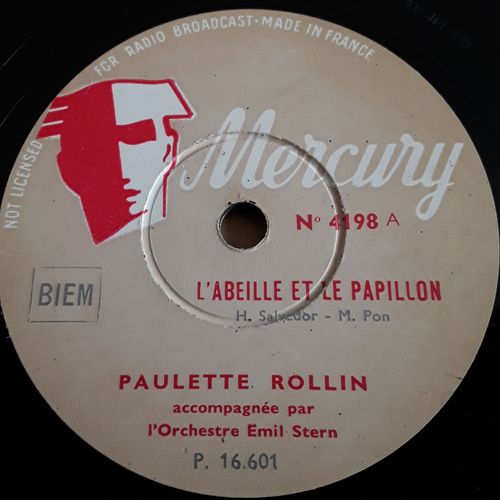 NOT LICENSED FOR RADIO BROADCAST • MADE IN FRANCE
Mercury
Nº 4198 A
L'ABEILLE ET LE PAPILLON
H. Salvador - M. Pon
BIEM
PAULETTE ROLLIN
accompagnée par
l'Orchestre Emil Stern
P. 16.601